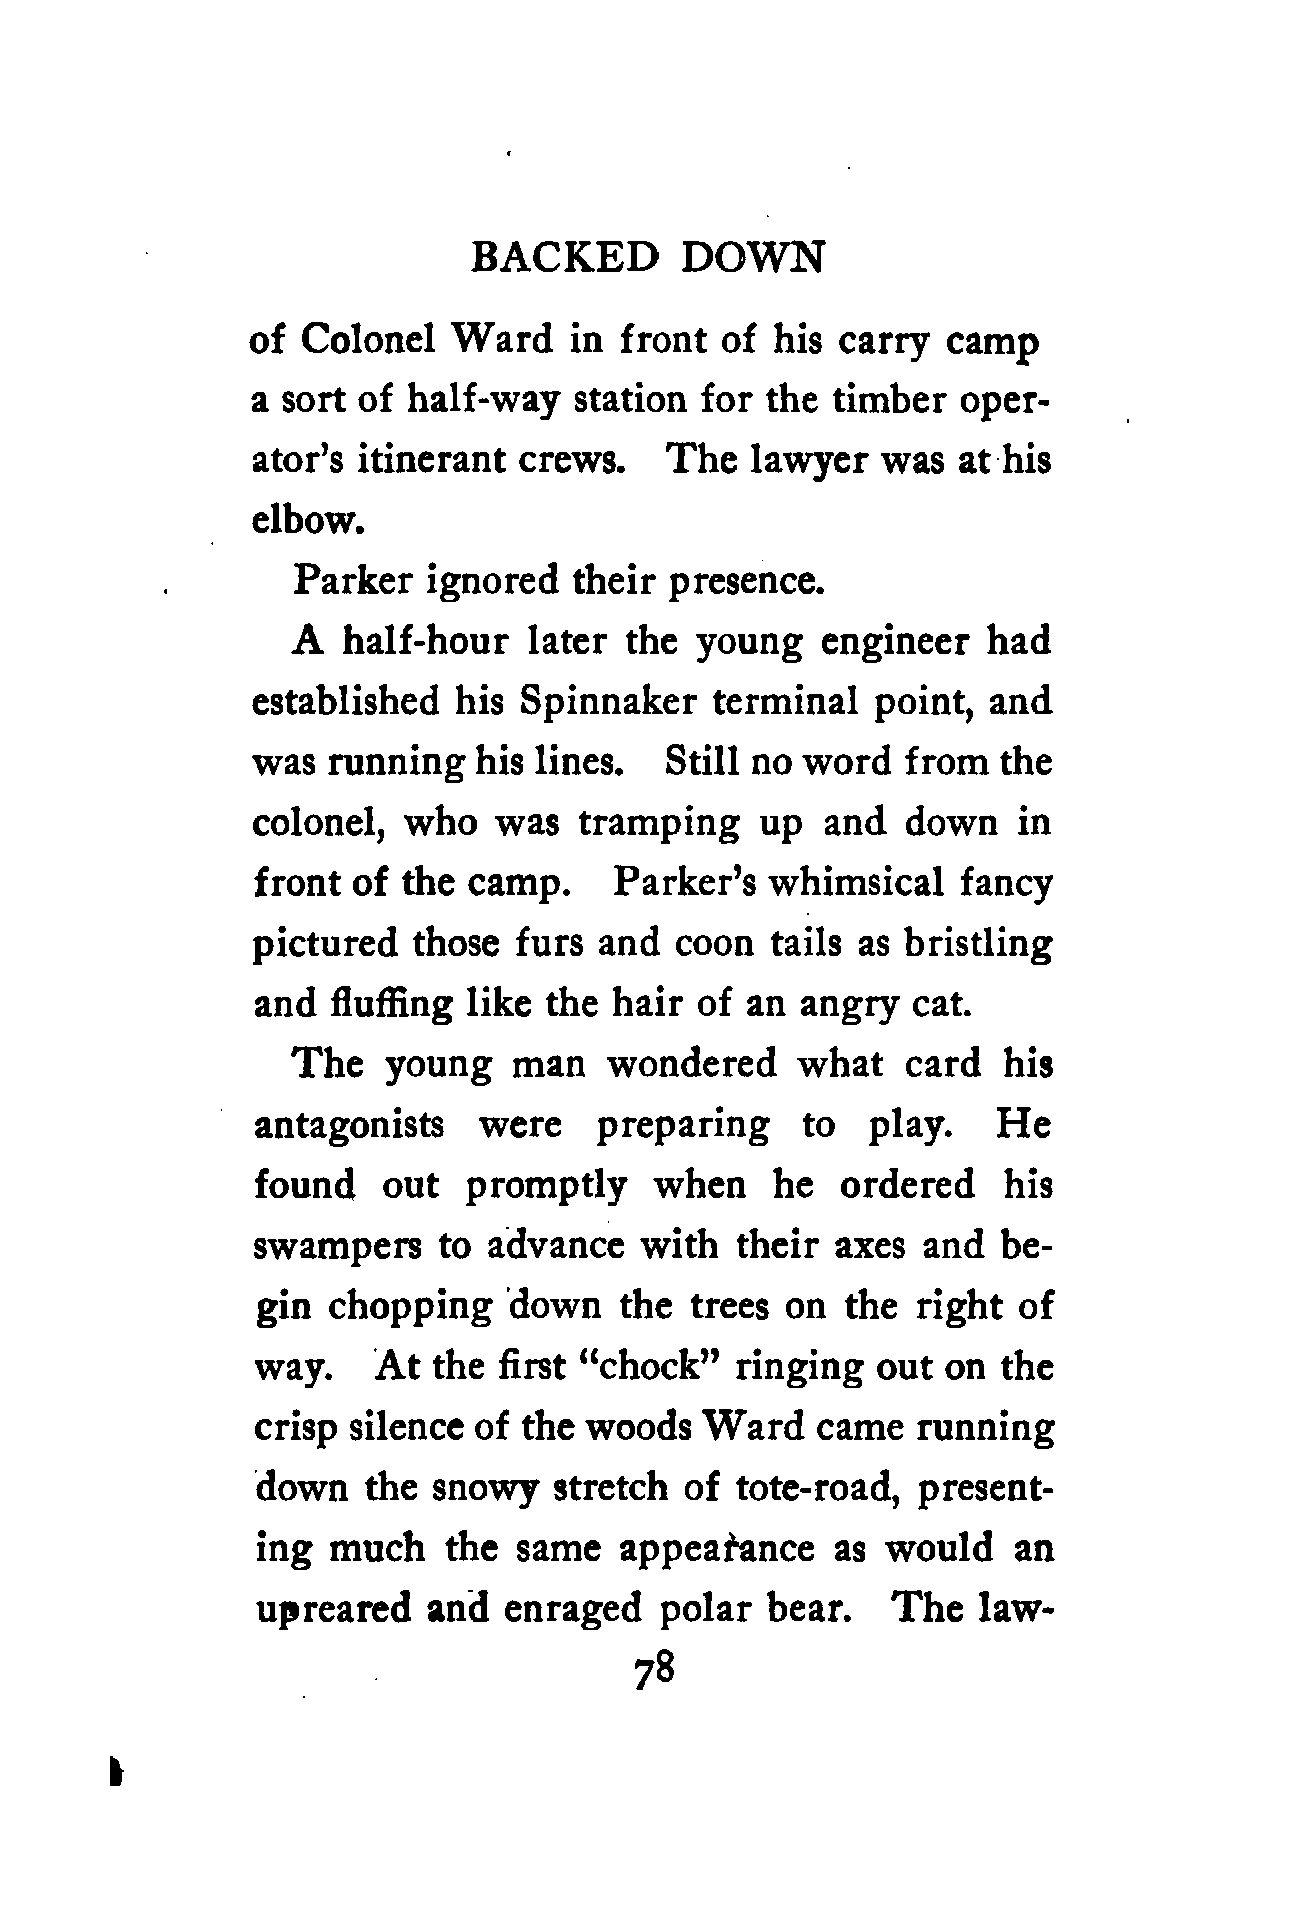 BACKED DOWN
of Colonel Ward in front of his carry camp
a sort of half-way station for the timber oper-
ator's itinerant crews. The lawyer was at his
elbow.
Parker ignored their presence.
A half-hour later the young engineer had
established his Spinnaker terminal point, and
was running his lines. Still no word from the
colonel, who was tramping up and down in
front of the camp. Parker's whimsical fancy
pictured those furs and coon tails as bristling
and fluffing like the hair of an angry cat.
The young man wondered what card his
antagonists were preparing to play. He
found out promptly when he ordered his
swampers to advance with their axes and be-
gin chopping down the trees on the right of
way. At the first “chock” ringing out on the
crisp silence of the woods Ward came running
down the snowy stretch of tote-road, present-
ing much the same appearance as would an
upreared and enraged polar bear. The law-
78